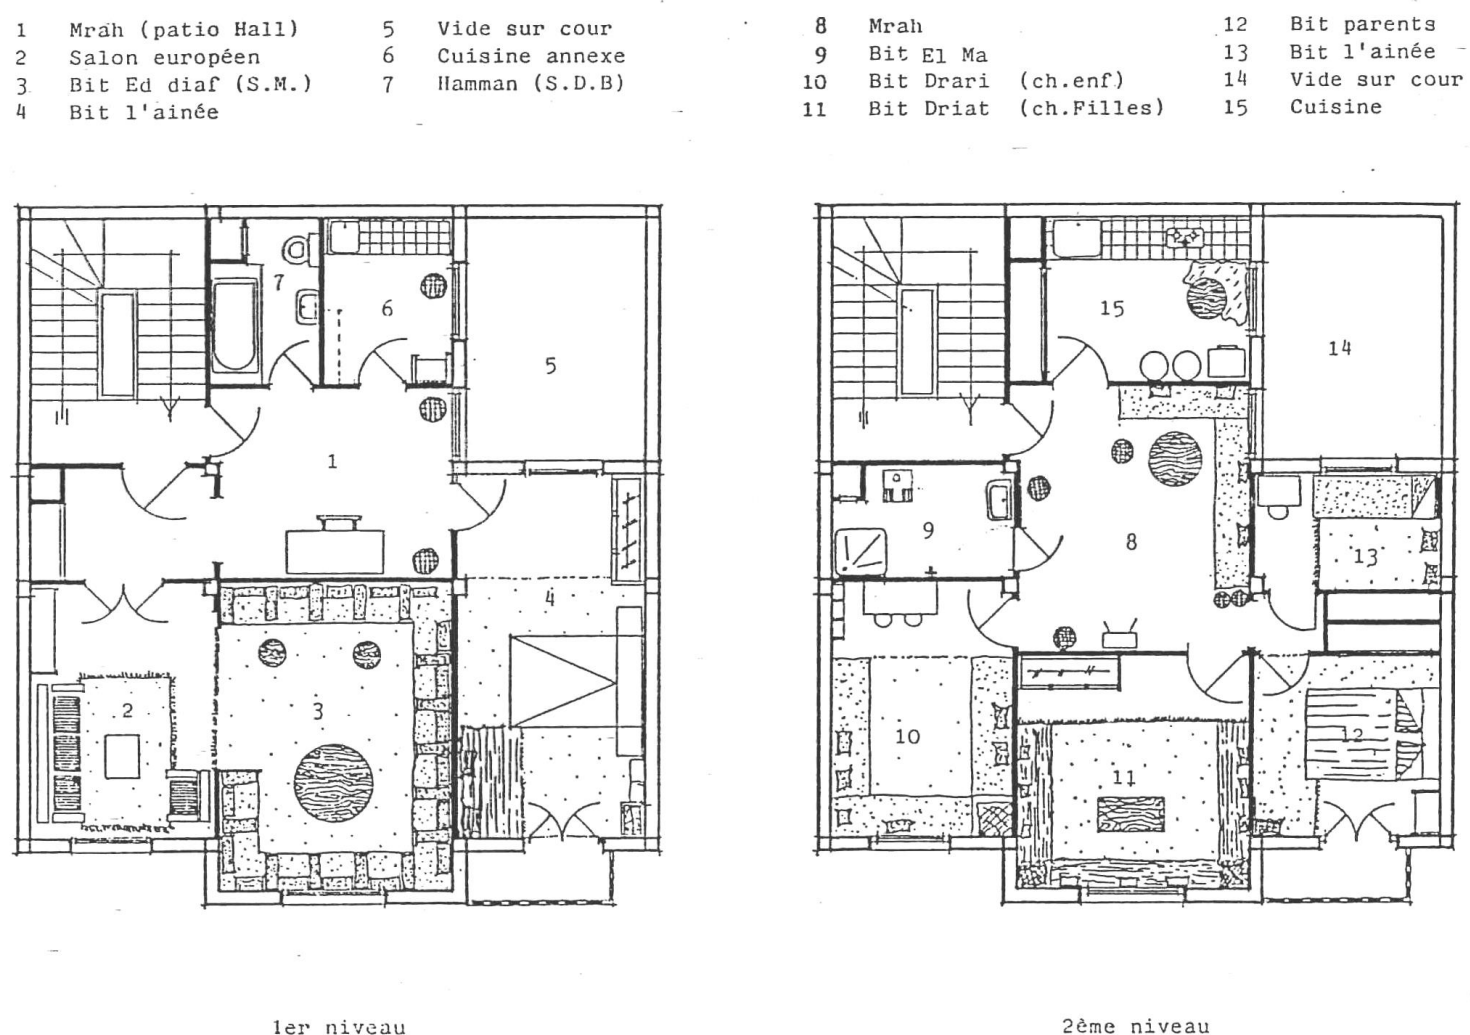 1 Mrah (patio Hall)
2 Salon européen
3 Bit Ed diaf (S.M.)
4 Bit l'ainée
5 Vide sur cour
6 Cuisine annexe
7 Hamman (S.D.B)
8 Mrah
9 Bit El Ma
10 Bit Drari (ch.enf)
11 Bit Driat (ch.Filles)
12 Bit parents
13 Bit l'ainée
14 Vide sur cour
15 Cuisine
7
6
5
1
4
2
3
15
14
9
8
13
10
11
12
1er niveau
2ème niveau